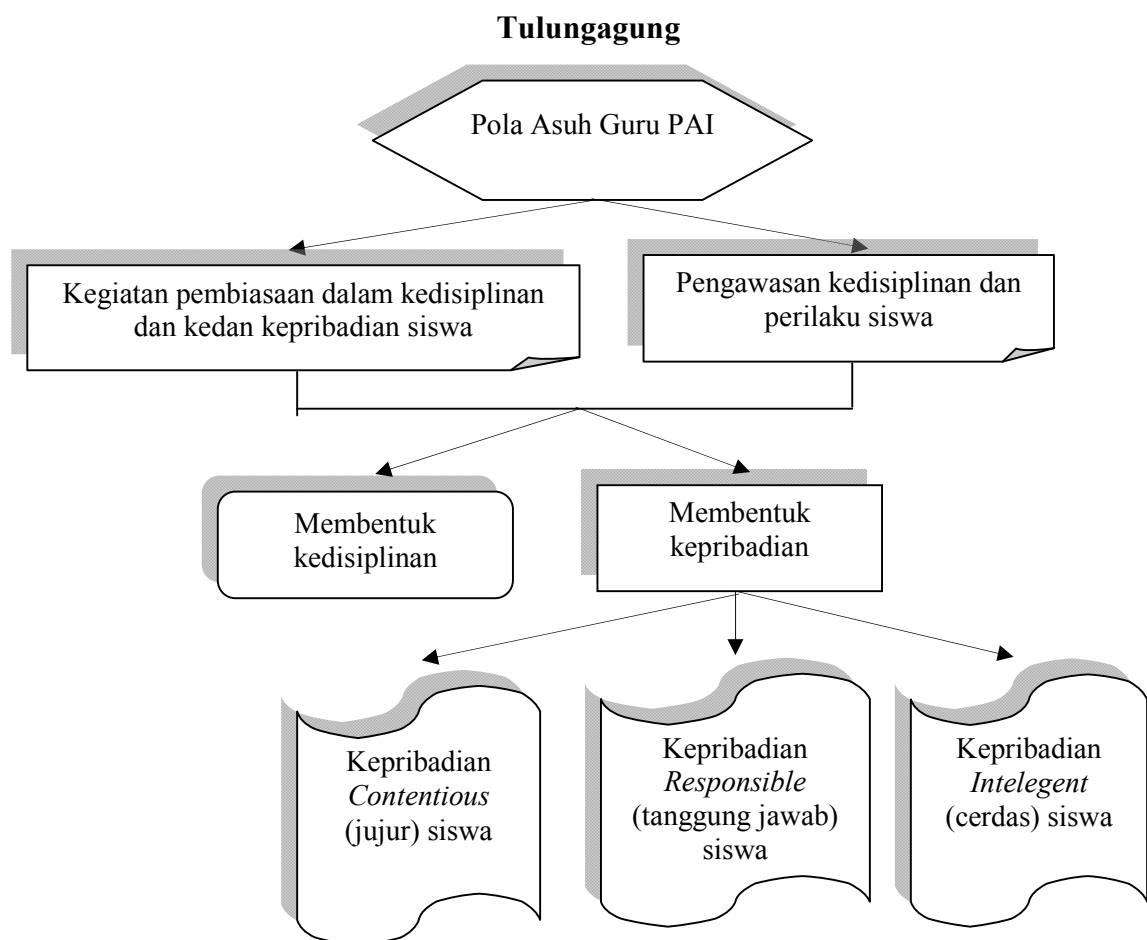 Tulungagung
Pola Asuh Guru PAI
Kegiatan pembiasaan dalam kedisiplinan
dan kedan kepribadian siswa
Pengawasan kedisiplinan dan
perilaku siswa
Membentuk
kedisiplinan
Membentuk
kepribadian
Kepribadian
Contentious
(jujur) siswa
Kepribadian
Responsible
(tanggung jawab)
siswa
Kepribadian
Intelegent
(cerdas) siswa